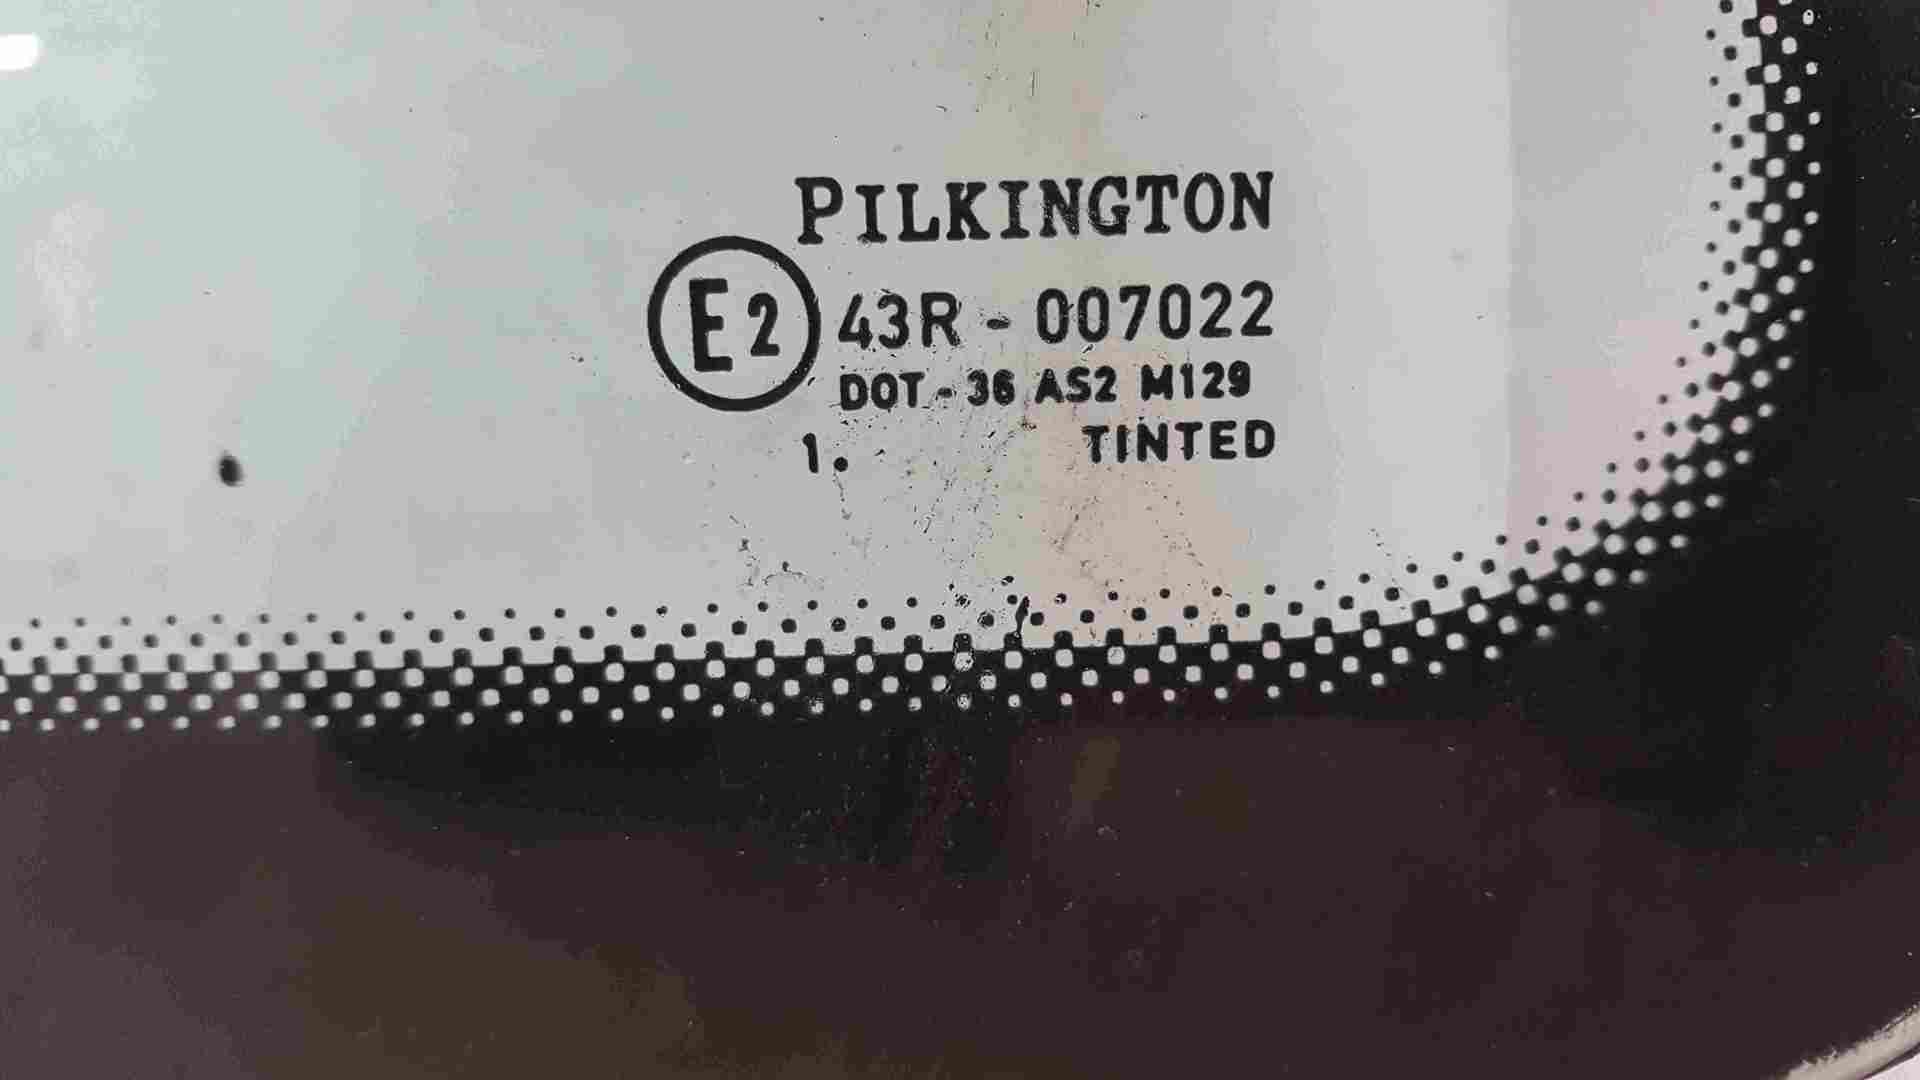 PILKINGTON
E2 43R - 007022
DOT - 36 AS2 M129
1. TINTED